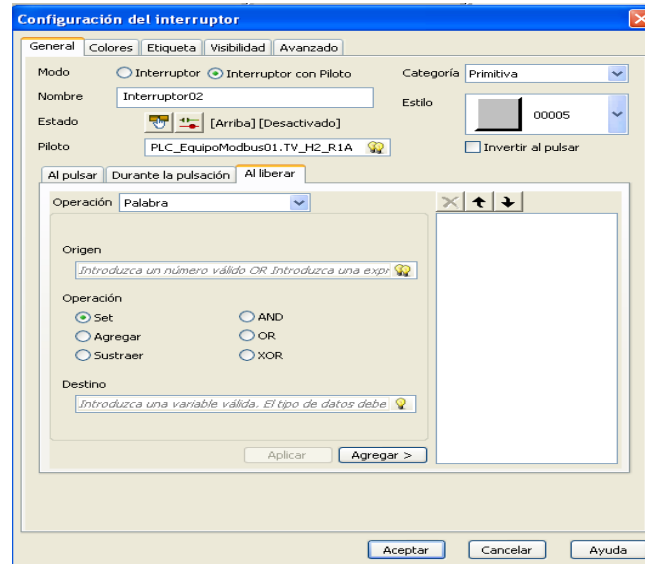 Configuración del interruptor
General Colores Etiqueta Visibilidad Avanzado
Modo Interruptor Interruptor con Piloto Categoría Primitiva
Nombre Interruptor02
Estilo 00005
Estado [Arriba] [Desactivado]
Piloto PLC_EquipoModbus01.TV_H2_R1A Invertir al pulsar
Al pulsar Durante la pulsación Al liberar
Operación Palabra
Origen
Introduzca un número válido OR Introduzca una expr
Operación
Set AND
Agregar OR
Sustraer XOR
Destino
Introduzca una variable válida. El tipo de datos debe
Aplicar Agregar >
Aceptar Cancelar Ayuda